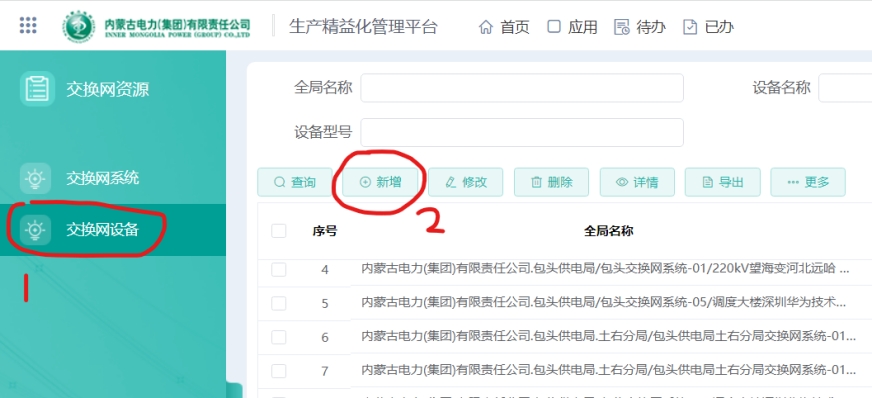 内蒙古电力(集团)有限责任公司
INNER MONGOLIA POWER (GROUP) CO.,LTD
生产精益化管理平台
首页 应用 待办 已办
交换网资源
交换网系统
交换网设备
1
全局名称
设备名称
设备型号
查询 新增 修改 删除 详情 导出 更多
2
序号 全局名称
4 内蒙古电力(集团)有限责任公司.包头供电局/包头交换网系统-01/220kV望海变河北远哈 ...
5 内蒙古电力(集团)有限责任公司.包头供电局/包头交换网系统-05/调度大楼深圳华为技术...
6 内蒙古电力(集团)有限责任公司.包头供电局.土右分局/包头供电局土右分局交换网系统-01...
7 内蒙古电力(集团)有限责任公司.包头供电局.土右分局/包头供电局土右分局交换网系统-01...